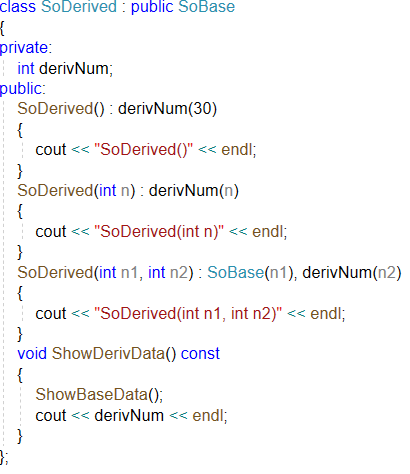 class SoDerived : public SoBase
{
private:
    int derivNum;
public:
    SoDerived() : derivNum(30)
    {
        cout << "SoDerived()" << endl;
    }
    SoDerived(int n) : derivNum(n)
    {
        cout << "SoDerived(int n)" << endl;
    }
    SoDerived(int n1, int n2) : SoBase(n1), derivNum(n2)
    {
        cout << "SoDerived(int n1, int n2)" << endl;
    }
    void ShowDerivData() const
    {
        ShowBaseData();
        cout << derivNum << endl;
    }
};